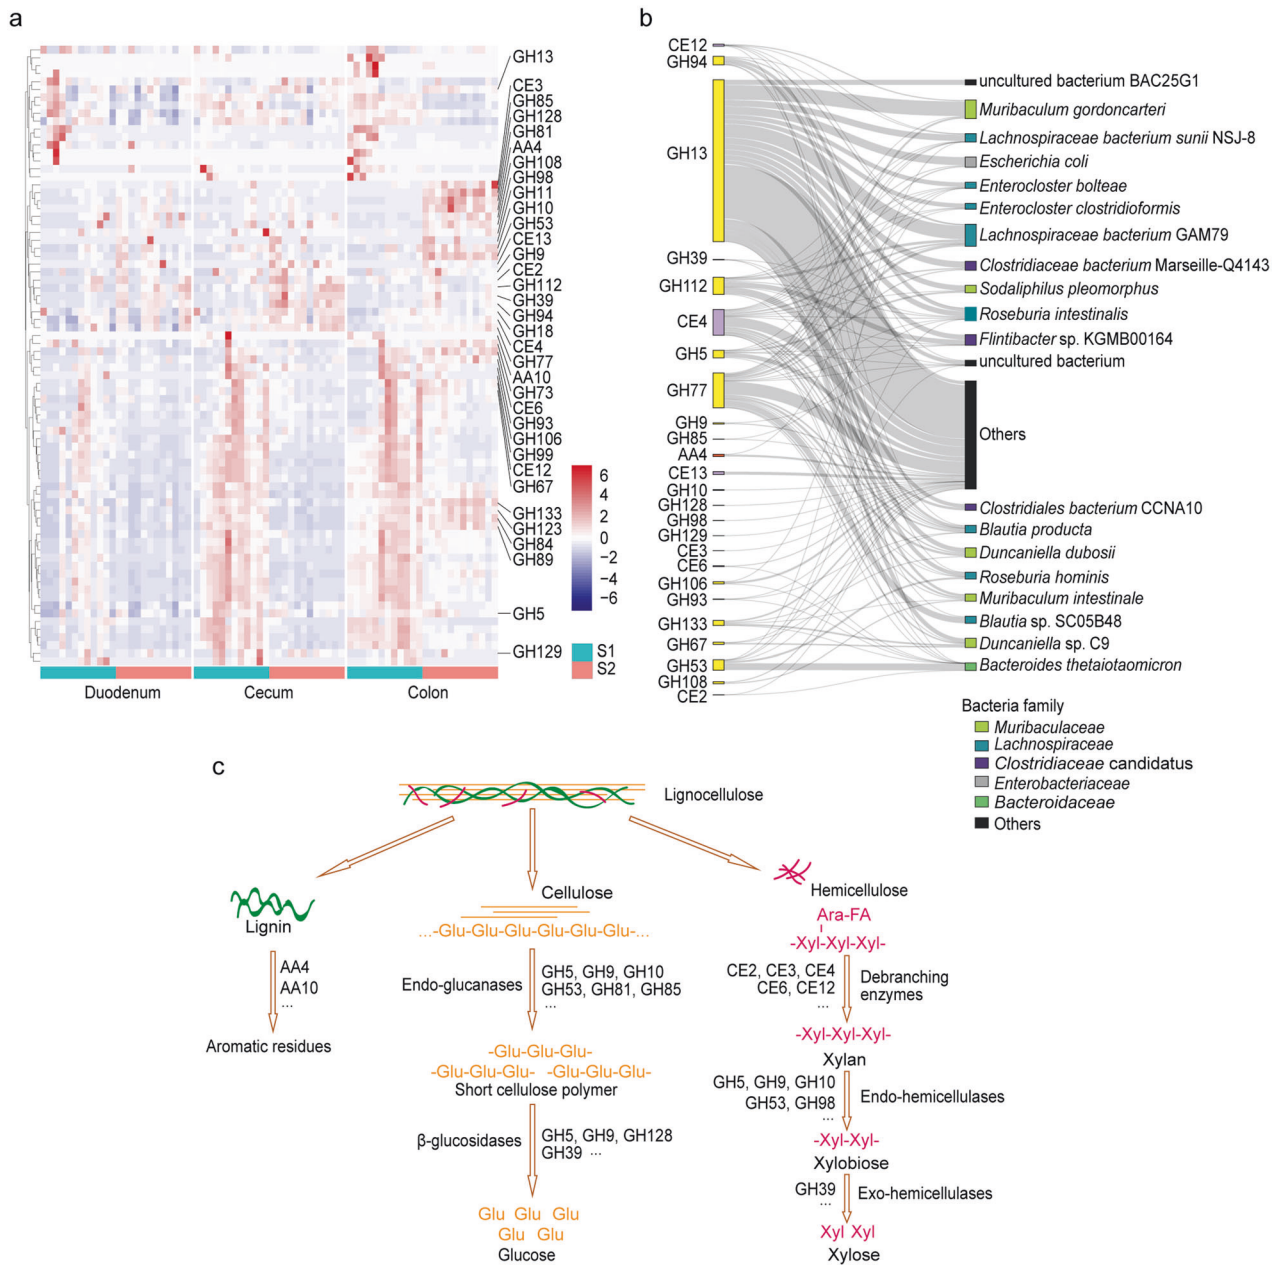 a
GH13
CE3
GH85
GH128
GH81
AA4
GH108
GH98
GH11
GH10
GH53
CE13
GH9
CE2
GH112
GH39
GH94
GH18
CE4
GH77
AA10
GH73
CE6
GH93
GH106
GH99
CE12
GH67
GH133
GH123
GH84
GH89
GH5
GH129
6
4
2
0
−2
−4
−6
S1
S2
Duodenum
Cecum
Colon
b
CE12
GH94
GH13
GH39
GH112
CE4
GH5
GH77
GH9
GH85
AA4
CE13
GH10
GH128
GH98
GH129
CE3
CE6
GH106
GH93
GH133
GH67
GH53
GH108
CE2
uncultured bacterium BAC25G1
Muribaculum gordoncarteri
Lachnospiraceae bacterium sunii NSJ-8
Escherichia coli
Enterocloster bolteae
Enterocloster clostridioformis
Lachnospiraceae bacterium GAM79
Clostridiaceae bacterium Marseille-Q4143
Sodaliphilus pleomorphus
Roseburia intestinalis
Flintibacter sp. KGMB00164
uncultured bacterium
Others
Clostridiales bacterium CCNA10
Blautia producta
Duncaniella dubosii
Roseburia hominis
Muribaculum intestinale
Blautia sp. SC05B48
Duncaniella sp. C9
Bacteroides thetaiotaomicron
Bacteria family
Muribaculaceae
Lachnospiraceae
Clostridiaceae candidatus
Enterobacteriaceae
Bacteroidaceae
Others
c
Lignocellulose
Lignin
AA4
AA10
...
Aromatic residues
Cellulose
...-Glu-Glu-Glu-Glu-Glu-Glu-...
Endo-glucanases
GH5, GH9, GH10
GH53, GH81, GH85
...
-Glu-Glu-Glu-
-Glu-Glu-Glu- -Glu-Glu-Glu-
Short cellulose polymer
β-glucosidases
GH5, GH9, GH128
GH39 ...
Glu Glu Glu
Glu Glu
Glucose
Hemicellulose
Ara-FA
-Xyl-Xyl-Xyl-
CE2, CE3, CE4
CE6, CE12
...
Debranching
enzymes
-Xyl-Xyl-Xyl-
Xylan
GH5, GH9, GH10
GH53, GH98
...
Endo-hemicellulases
-Xyl-Xyl-
Xylobiose
GH39
...
Exo-hemicellulases
Xyl Xyl
Xylose